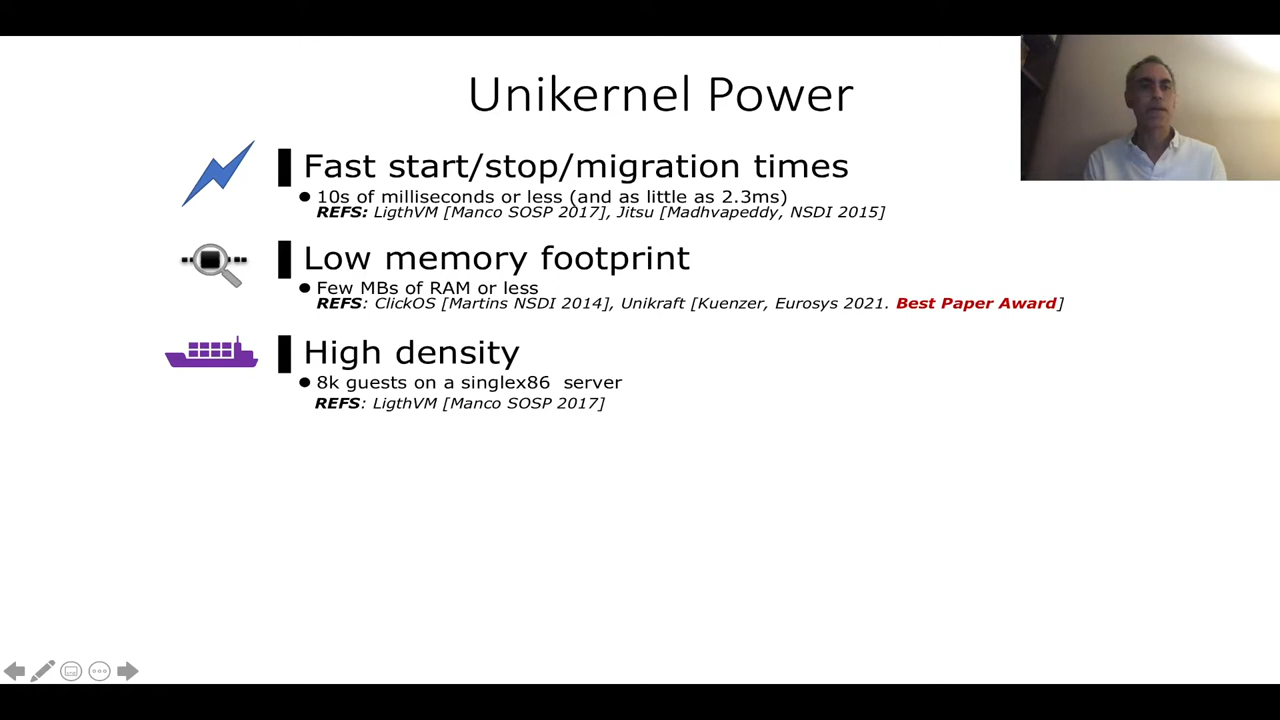 Unikernel Power
Fast start/stop/migration times
10s of milliseconds or less (and as little as 2.3ms)
REFS: LigthVM [Manco SOSP 2017], Jitsu [Madhvapeddy, NSDI 2015]
Low memory footprint
Few MBs of RAM or less
REFS: ClickOS [Martins NSDI 2014], Unikraft [Kuenzer, Eurosys 2021. Best Paper Award]
High density
8k guests on a singlex86 server
REFS: LigthVM [Manco SOSP 2017]